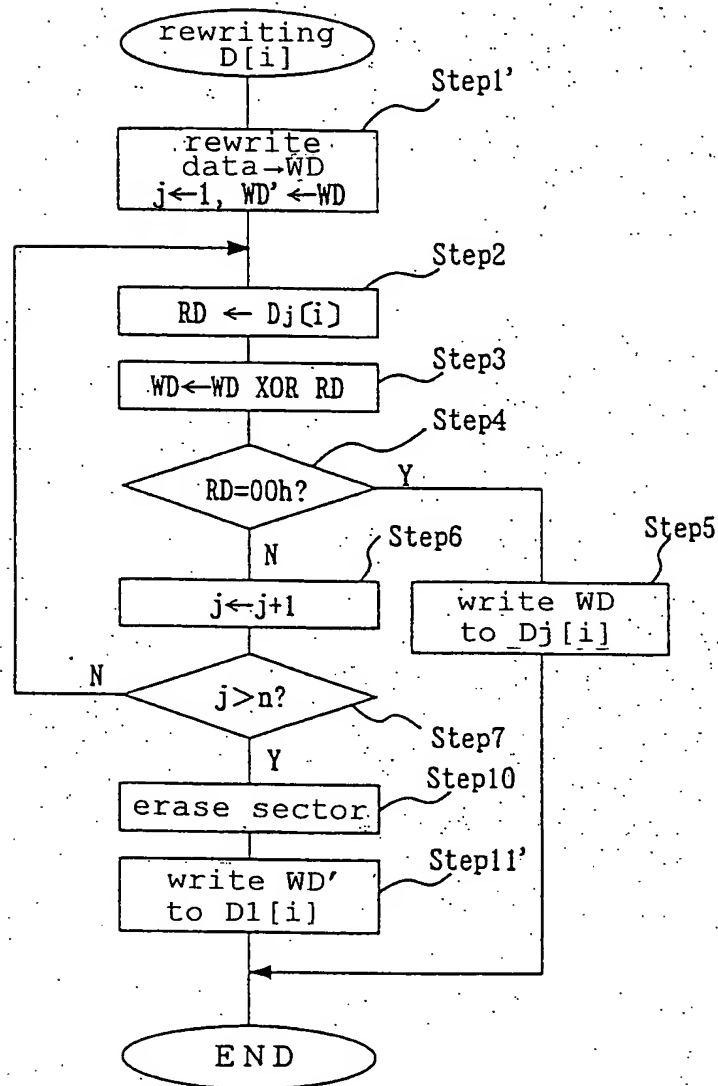 rewriting
D[i]
Step1'
rewrite
data→WD
j←1, WD'←WD
Step2
RD ← Dj(i)
Step3
WD←WD XOR RD
Step4
RD=00h?
Y
N
Step6
Step5
j←j+1
write WD
to Dj[i]
N
j>n?
Step7
Y
Step10
erase sector
Step11'
write WD'
to D1[i]
END